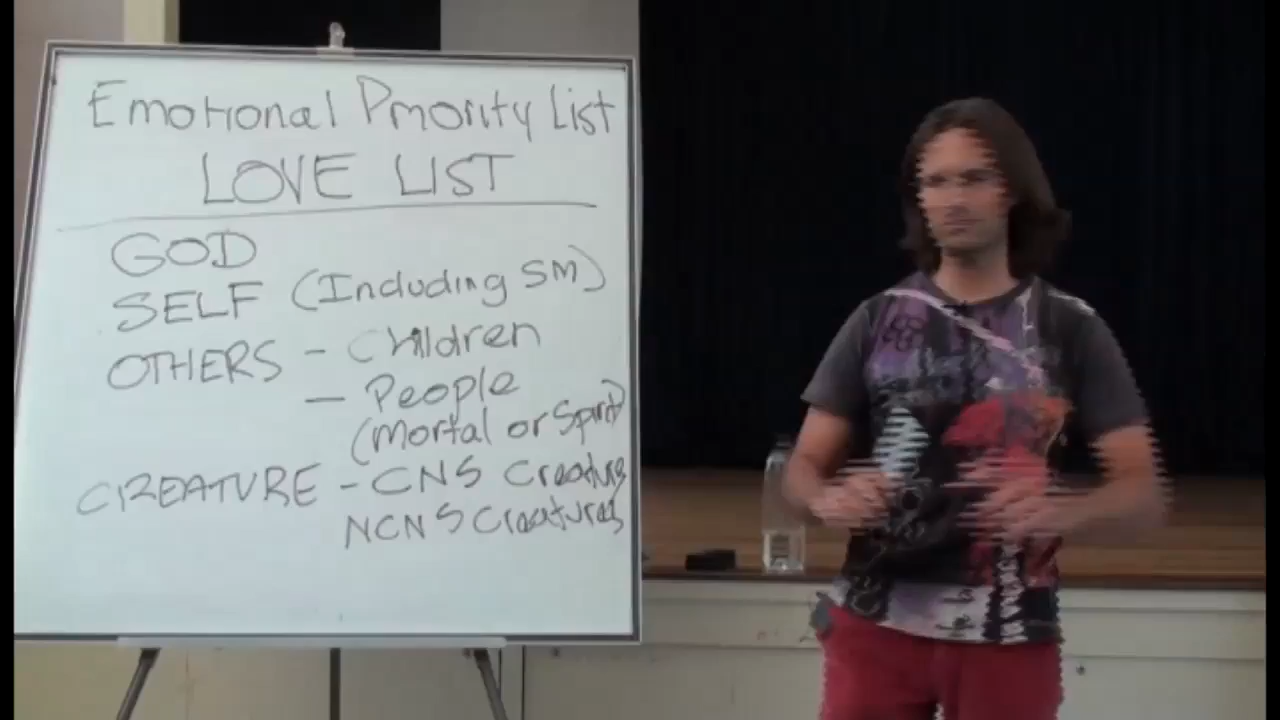 Emotional Priority List
LOVE LIST
GOD
SELF (Including SM)
OTHERS - Children
- People
(Mortal or Spirit)
CREATURE - CNS Creatures
NCNS Creatures